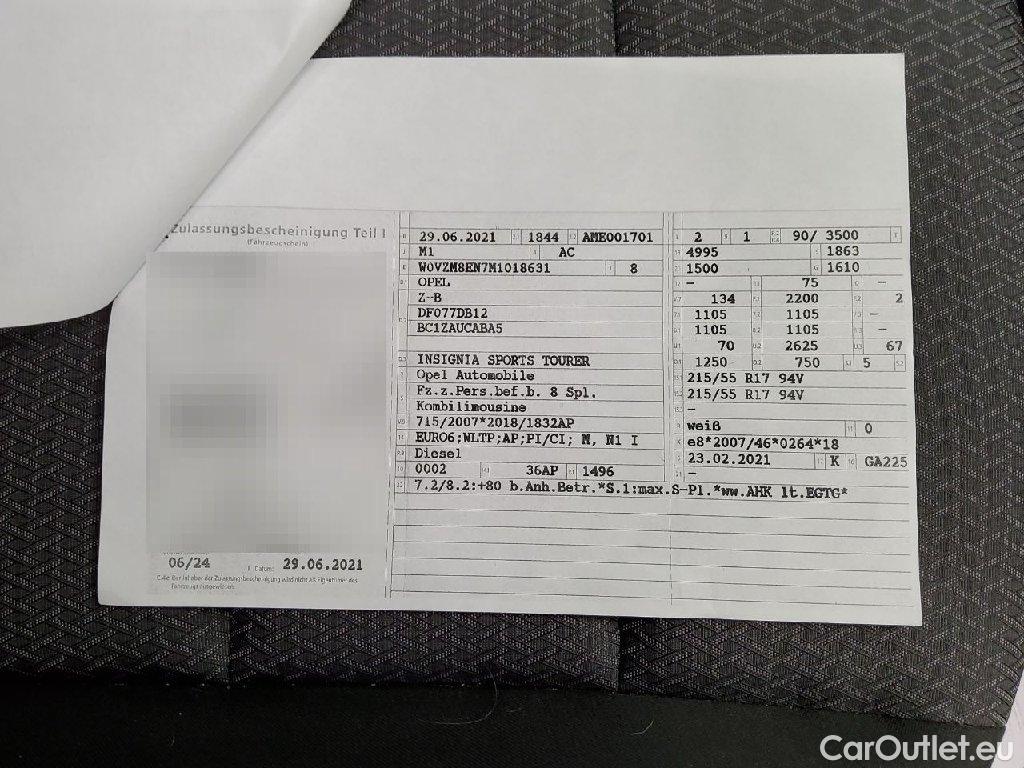 Zulassungsbescheinigung Teil I
(Fahrzeugschein)
06/24 29.06.2021
29.06.2021 1844 AME001701
M1 AC
W0VZM8EN7M1018631 8
OPEL
Z-B
DF077DB12
BC1ZAUCABA5
INSIGNIA SPORTS TOURER
Opel Automobile
Fz.z.Pers.bef.b. 8 Spl.
Kombilimousine
715/2007*2018/1832AP
EURO6;WLTP;AP;PI/CI; M, N1 I
Diesel
0002 36AP 1496
7.2/8.2:+80 b.Anh.Betr.*S.1:max.S-Pl.*ww.AHK lt.EGTG*
2 1 90/ 3500
4995 - 1863
1500 1610
- 75 -
134 2200 2
1105 1105 -
1105 1105 -
70 2625 67
1250 750 5
215/55 R17 94V
215/55 R17 94V
-
weiß 0
e8*2007/46*0264*18
23.02.2021 K GA225
-
CarOutlet.eu